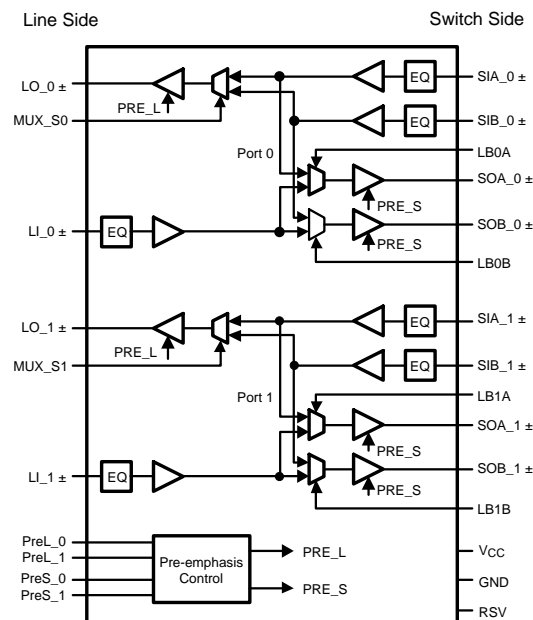 Line Side
Switch Side
LO_0 ±
EQ
SIA_0 ±
PRE_L
MUX_S0
EQ
SIB_0 ±
Port 0
LB0A
SOA_0 ±
PRE_S
LI_0 ±
EQ
SOB_0 ±
PRE_S
LB0B
LO_1 ±
EQ
SIA_1 ±
PRE_L
MUX_S1
EQ
SIB_1 ±
Port 1
LB1A
SOA_1 ±
PRE_S
LI_1 ±
EQ
SOB_1 ±
PRE_S
LB1B
PreL_0
PreL_1
PreS_0
PreS_1
Pre-emphasis
Control
PRE_L
PRE_S
VCC
GND
RSV